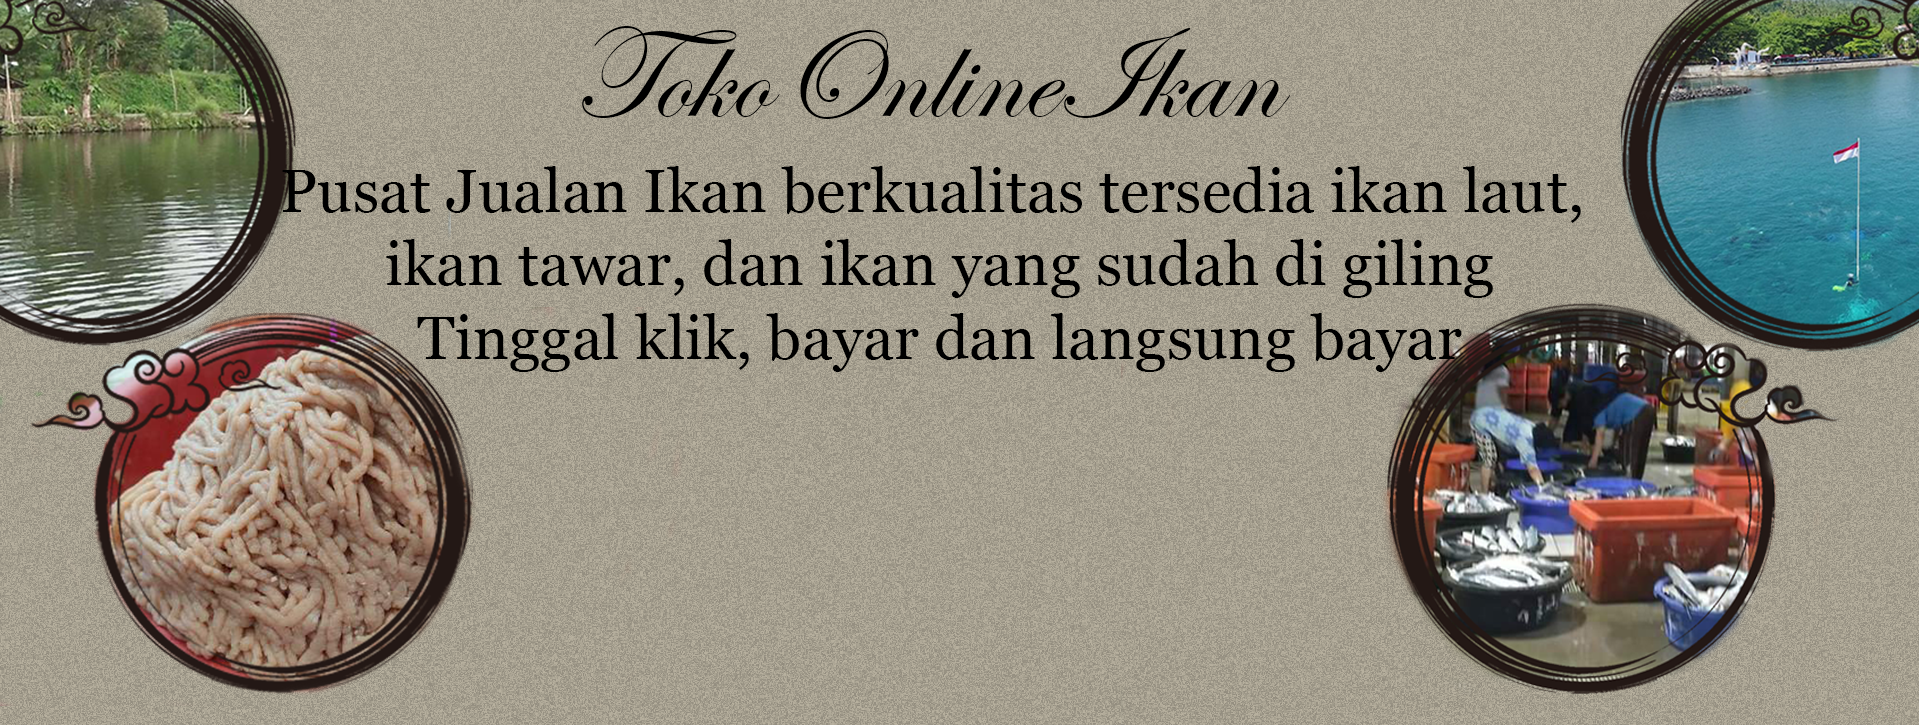 Toko Online Ikan
Pusat Jualan Ikan berkualitas tersedia ikan laut,
ikan tawar, dan ikan yang sudah di giling
Tinggal klik, bayar dan langsung bayar